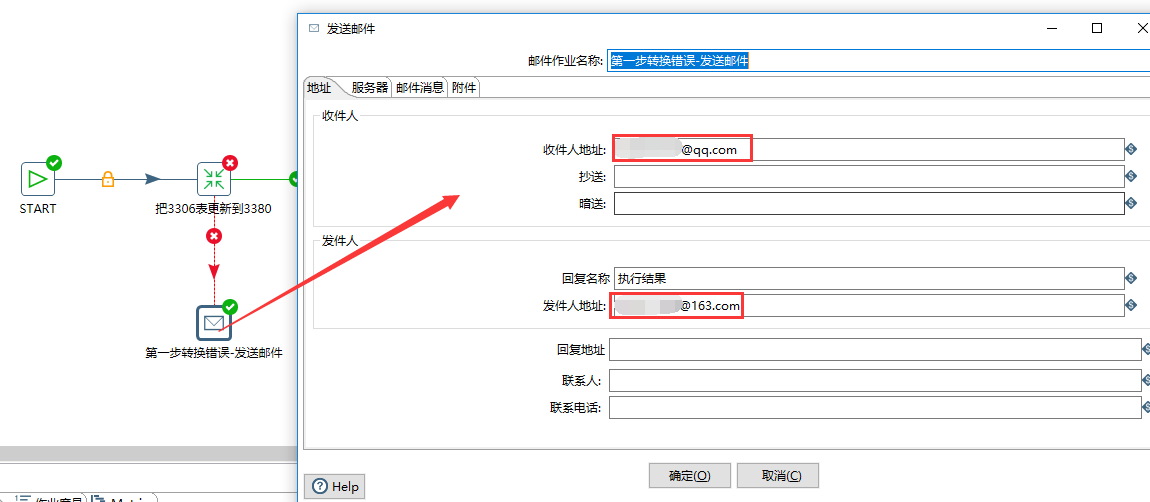 发送邮件
邮件作业名称: 第一步转换错误-发送邮件
地址 服务器 邮件消息 附件
收件人
收件人地址: @qq.com
抄送:
暗送:
发件人
回复名称 执行结果
发件人地址: @163.com
回复地址
联系人:
联系电话:
Help
确定(O) 取消(C)
START
把3306表更新到3380
第一步转换错误-发送邮件